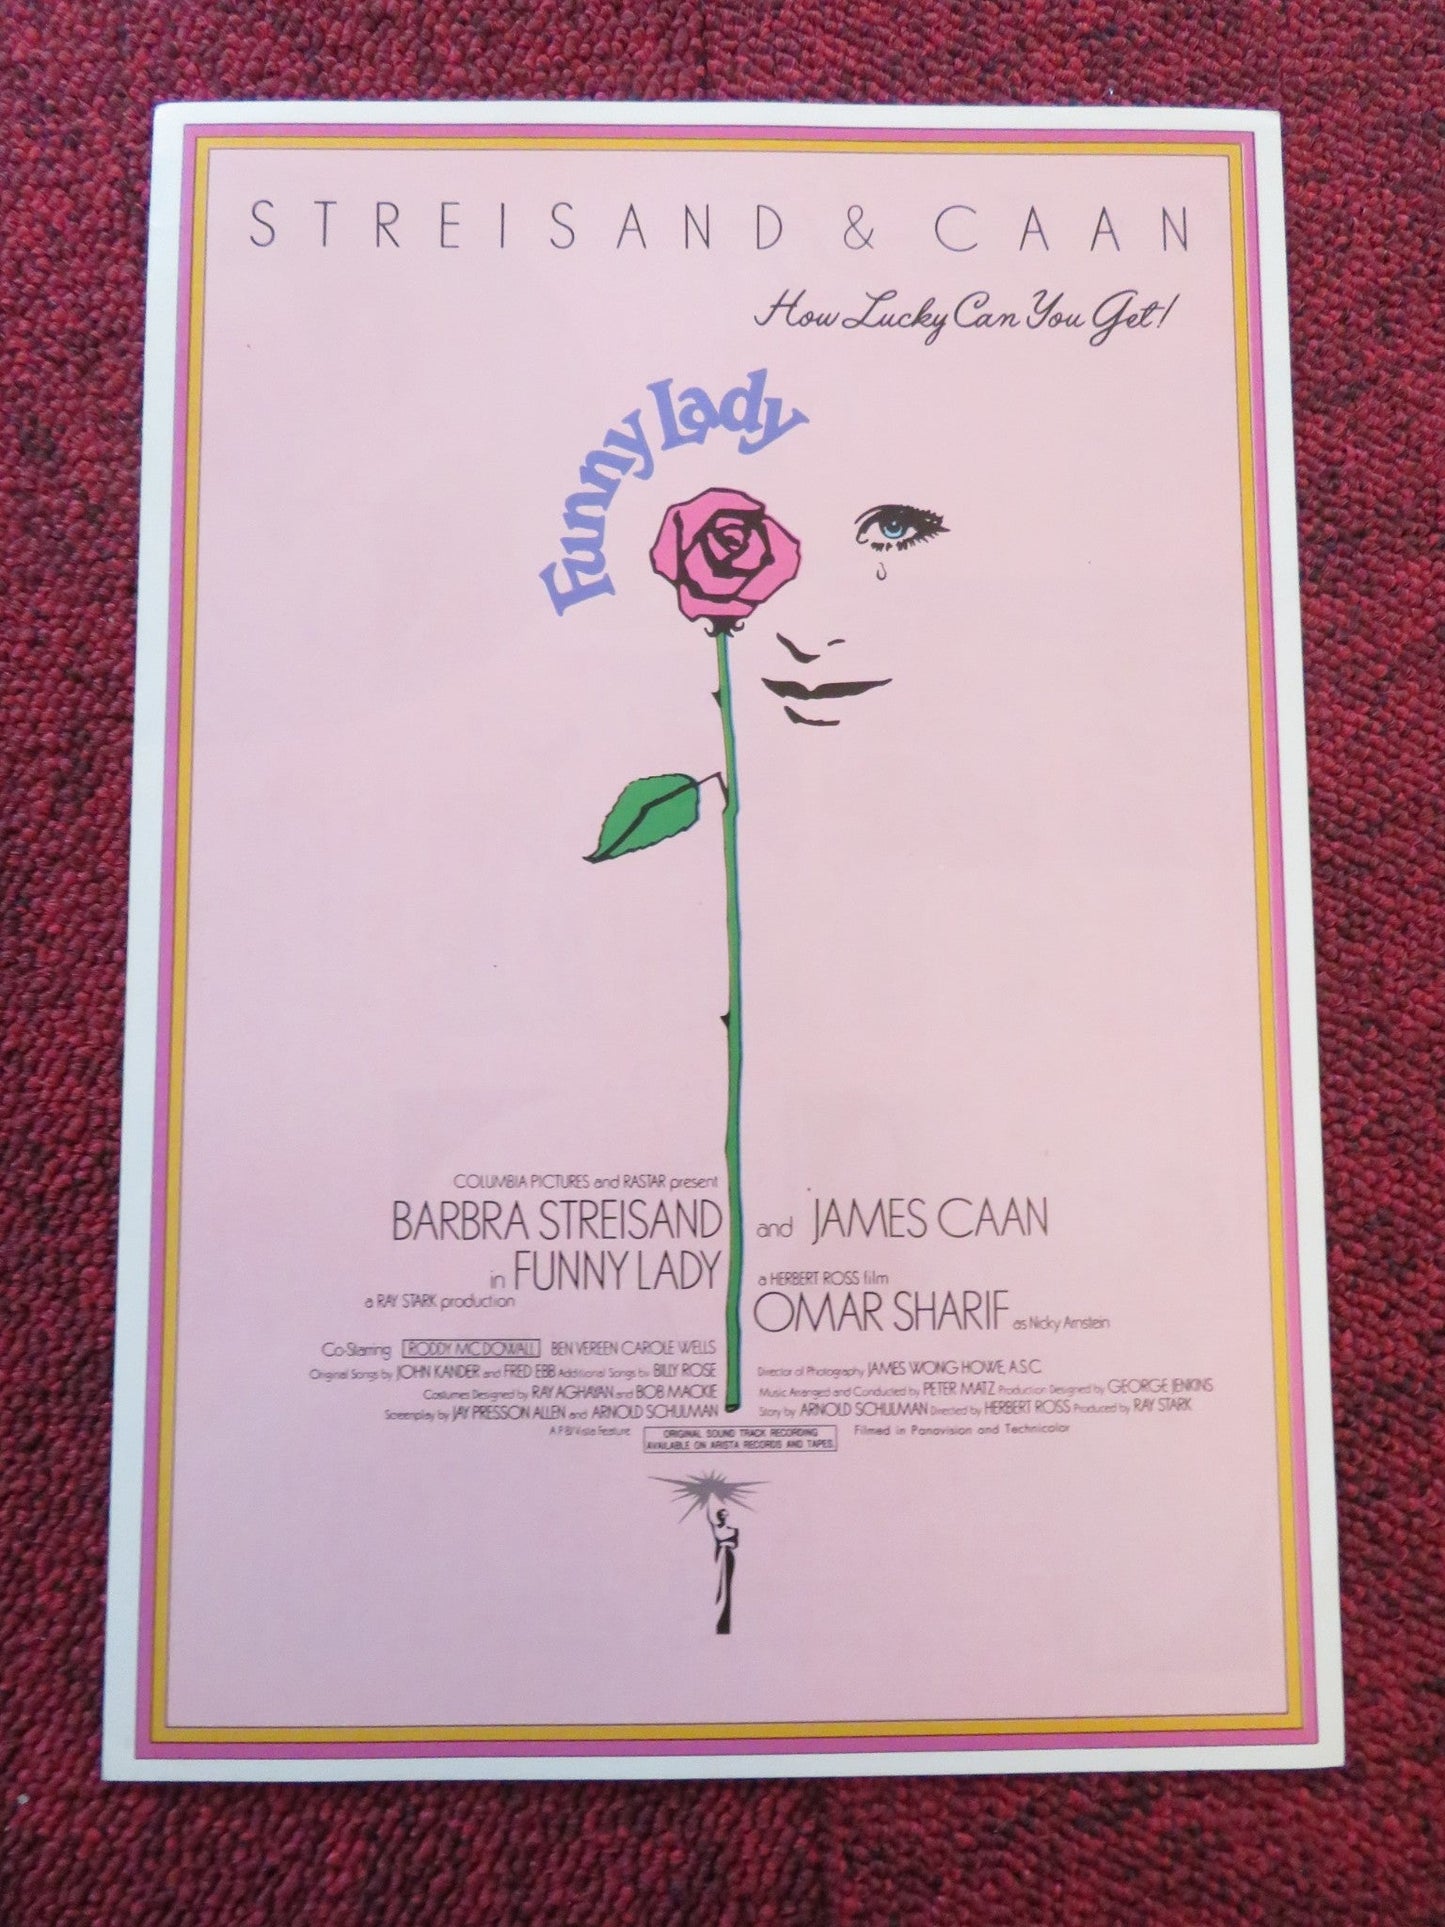 STREISAND & CAAN
How Lucky Can You Get!
Funny Lady
COLUMBIA PICTURES and RASTAR present
BARBRA STREISAND and JAMES CAAN
in FUNNY LADY
a RAY STARK production
a HERBERT ROSS film
OMAR SHARIF as Nicky Arnstein
Co-Starring RODDY MCDOWALL BEN VEREEN CAROLE WELLS
Original Songs by JOHN KANDER and FRED EBB Additional Songs by BILLY ROSE
Costumes Designed by RAY AGHAYAN and BOB MACKIE
Screenplay by JAY PRESSON ALLEN and ARNOLD SCHULMAN
Director of Photography JAMES WONG HOWE, A.S.C.
Music Arranged and Conducted by PETER MATZ Production Designed by GEORGE JENKINS
Story by ARNOLD SCHULMAN Directed by HERBERT ROSS Produced by RAY STARK
A P&Vista Feature
ORIGINAL SOUND TRACK RECORDING
AVAILABLE ON ARISTA RECORDS AND TAPES.
Filmed in Panavision and Technicolor